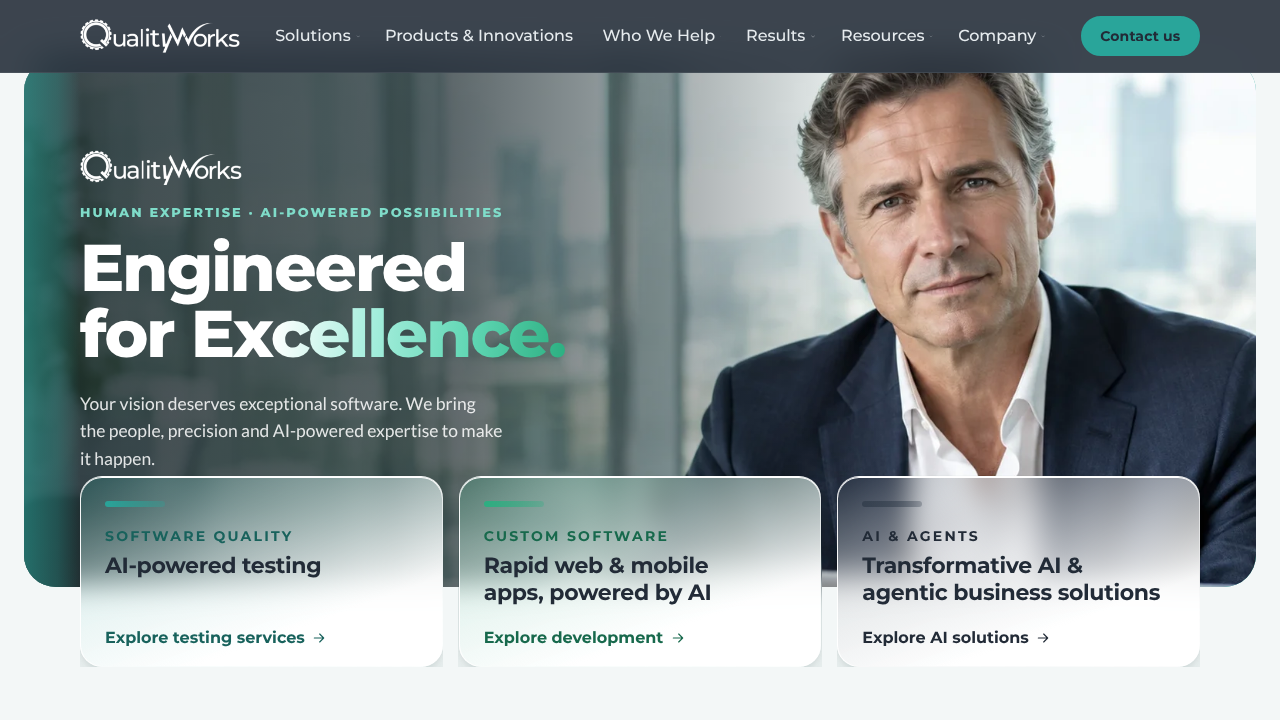 QualityWorks
Solutions
Products & Innovations
Who We Help
Results
Resources
Company
Contact us
QualityWorks
HUMAN EXPERTISE · AI-POWERED POSSIBILITIES
Engineered
for Excellence.
Your vision deserves exceptional software. We bring
the people, precision and AI-powered expertise to make
it happen.
SOFTWARE QUALITY
AI-powered testing
Explore testing services →
CUSTOM SOFTWARE
Rapid web & mobile
apps, powered by AI
Explore development →
AI & AGENTS
Transformative AI &
agentic business solutions
Explore AI solutions →